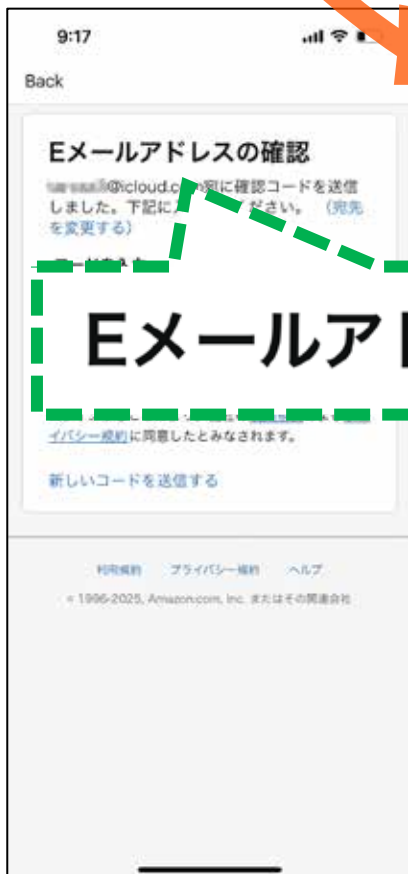 9:17
Back
Eメールアドレスの確認
@icloud.c 宛に確認コードを送信
しました。下記に ください。 (宛先
を変更する)
Eメールア
イバシー規約に同意したとみなされます。
新しいコードを送信する
利用規約 プライバシー規約 ヘルプ
© 1996-2025, Amazon.com, Inc. またはその関連会社